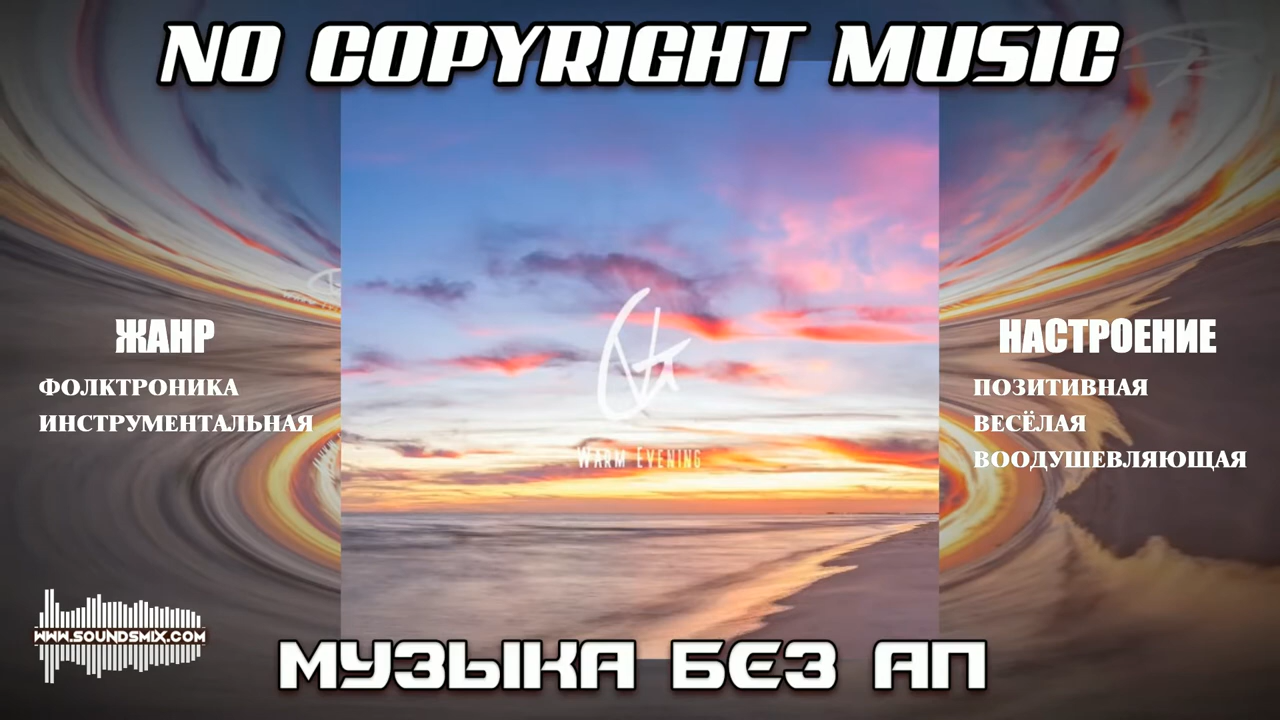 NO COPYRIGHT MUSIC
ЖАНР
ФОЛКТРОНИКА
ИНСТРУМЕНТАЛЬНАЯ
НАСТРОЕНИЕ
ПОЗИТИВНАЯ
ВЕСЁЛАЯ
ВООДУШЕВЛЯЮЩАЯ
WARM EVENING
WWW.SOUNDSMIX.COM
МУЗЫКА БЕЗ АП